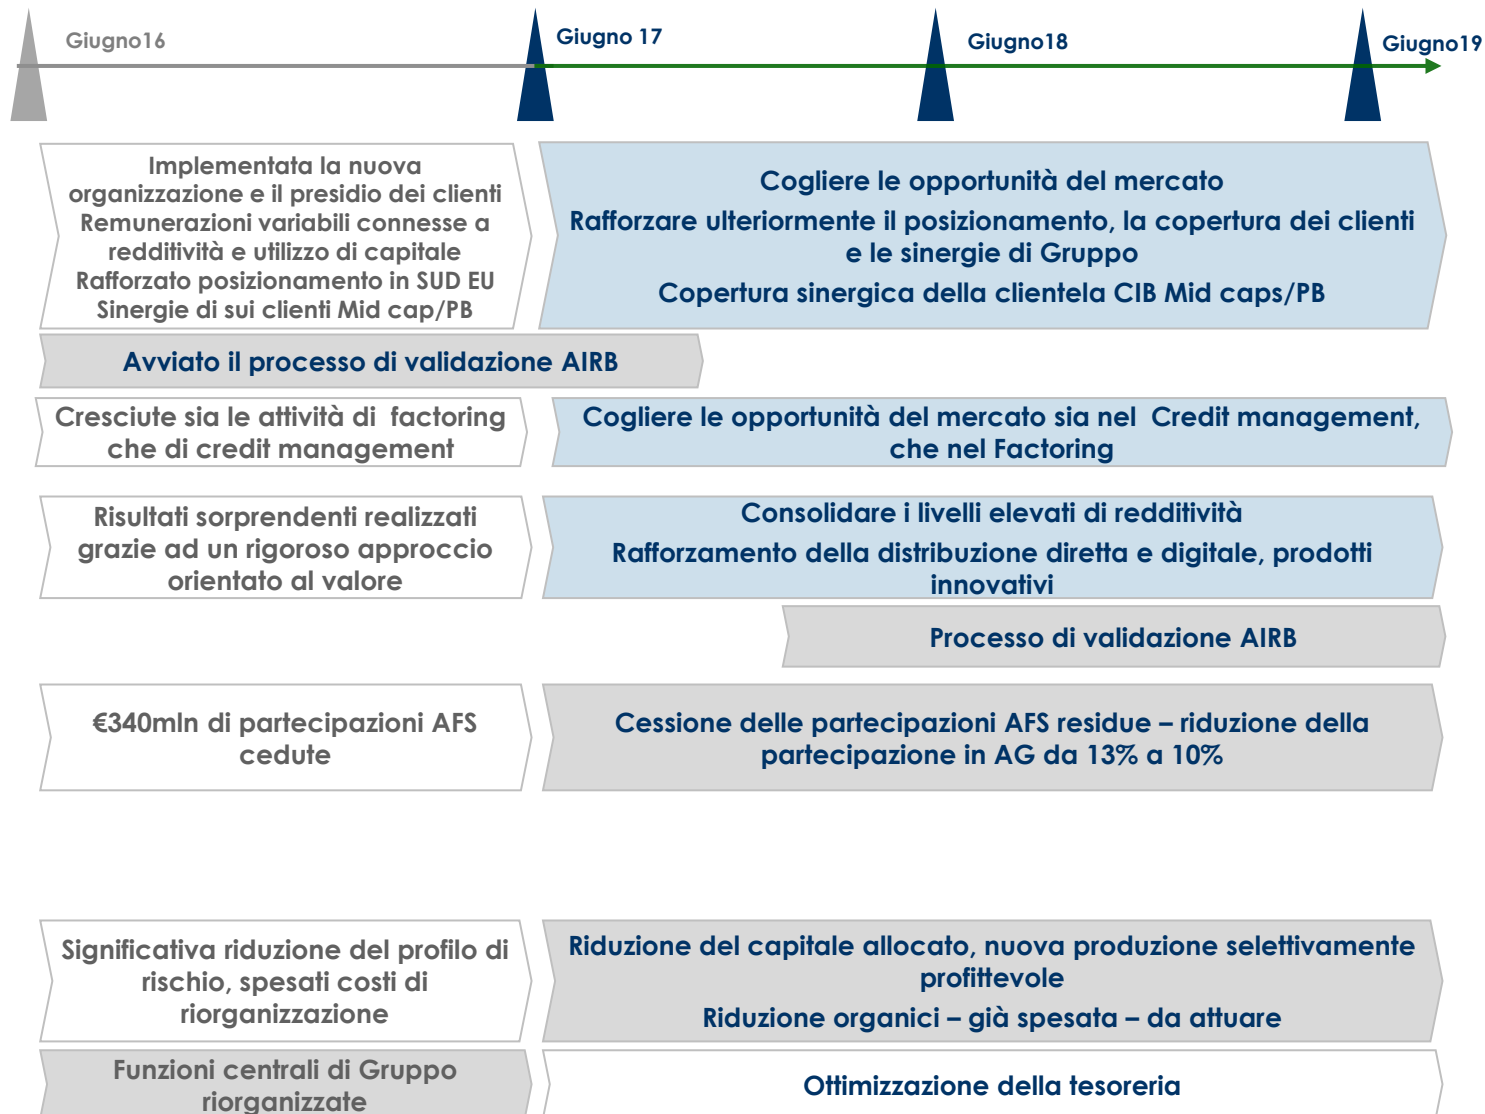 Giugno16
Giugno 17
Giugno18
Giugno19
Implementata la nuova
organizzazione e il presidio dei clienti
Remunerazioni variabili connesse a
redditività e utilizzo di capitale
Rafforzato posizionamento in SUD EU
Sinergie di sui clienti Mid cap/PB
Cogliere le opportunità del mercato
Rafforzare ulteriormente il posizionamento, la copertura dei clienti
e le sinergie di Gruppo
Copertura sinergica della clientela CIB Mid caps/PB
Avviato il processo di validazione AIRB
Cresciute sia le attività di  factoring
che di credit management
Cogliere le opportunità del mercato sia nel  Credit management,
che nel Factoring
Risultati sorprendenti realizzati
grazie ad un rigoroso approccio
orientato al valore
Consolidare i livelli elevati di redditività
Rafforzamento della distribuzione diretta e digitale, prodotti
innovativi
Processo di validazione AIRB
€340mln di partecipazioni AFS
cedute
Cessione delle partecipazioni AFS residue – riduzione della
partecipazione in AG da 13% a 10%
Significativa riduzione del profilo di
rischio, spesati costi di
riorganizzazione
Riduzione del capitale allocato, nuova produzione selettivamente
profittevole
Riduzione organici – già spesata – da attuare
Funzioni centrali di Gruppo
riorganizzate
Ottimizzazione della tesoreria